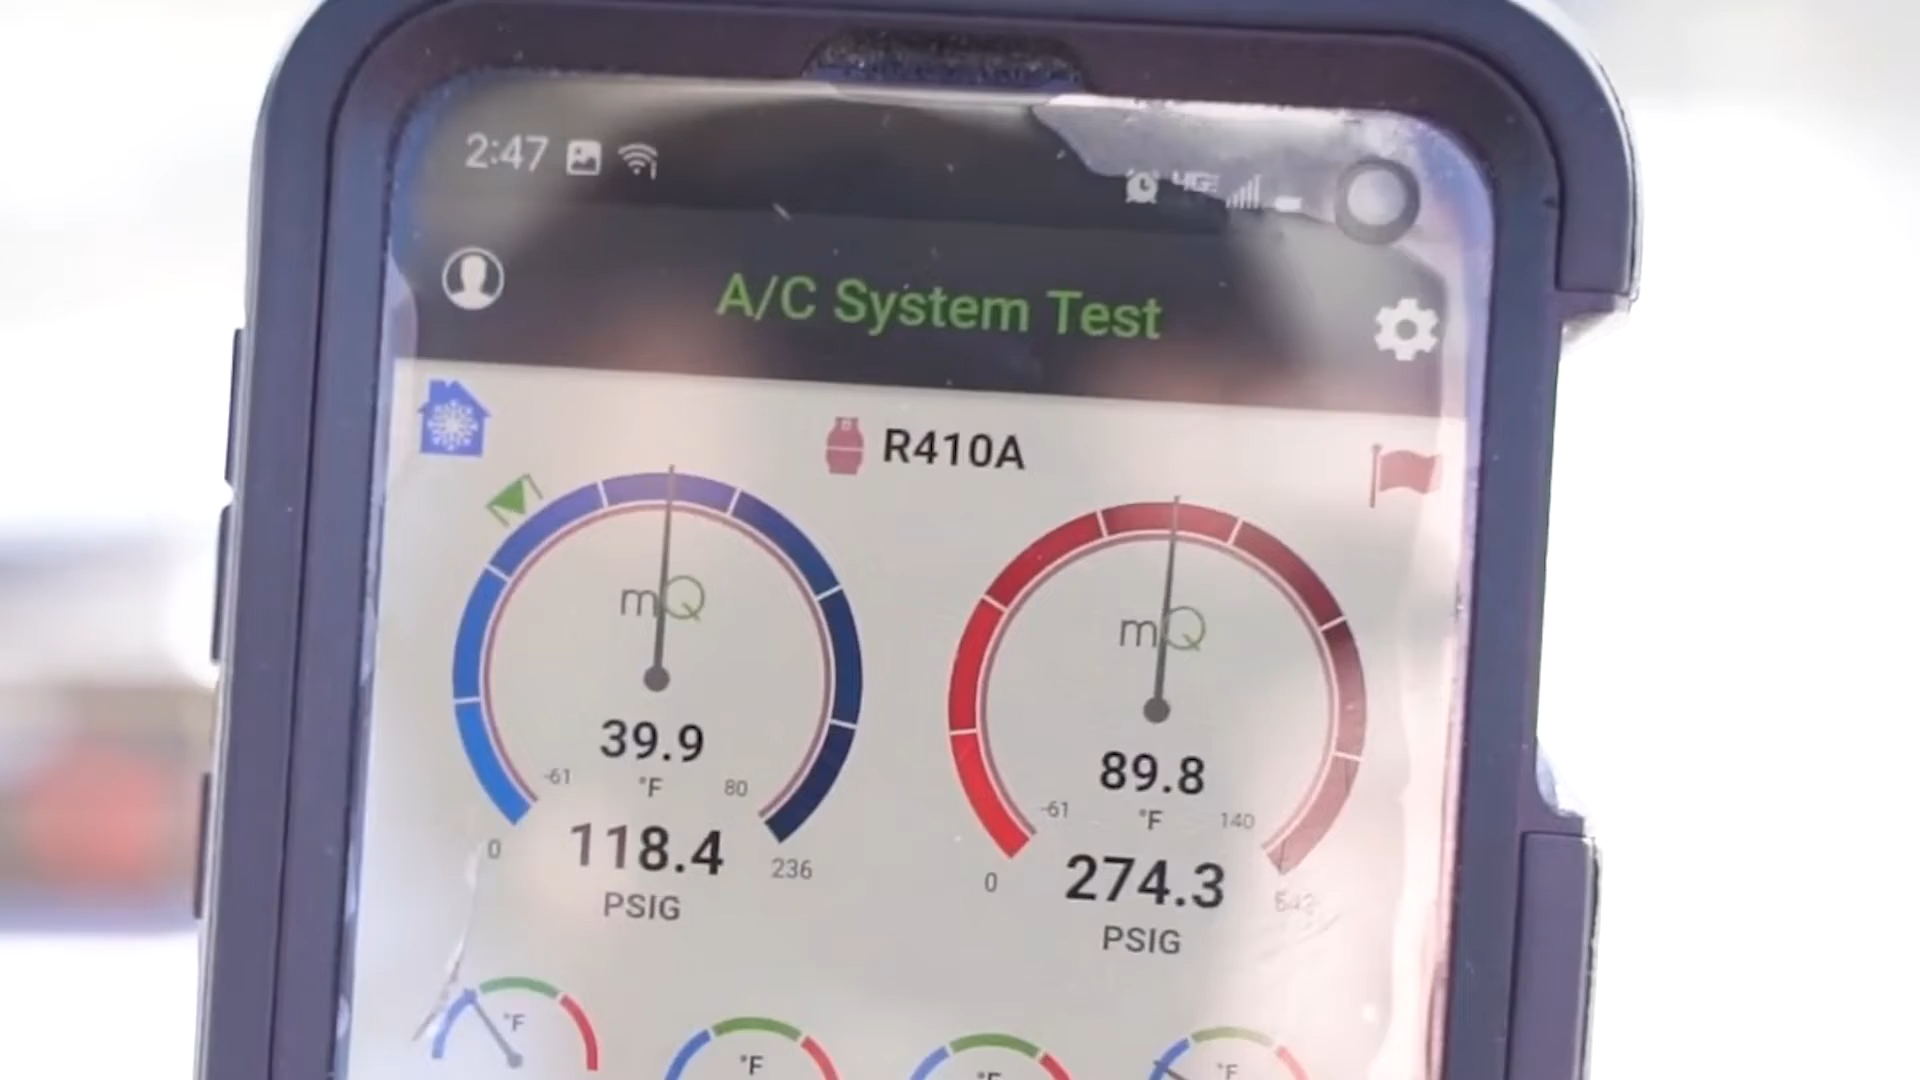 2:47
4GE
A/C System Test
R410A
mQ
mQ
39.9
89.8
-61
°F
80
-61
°F
140
0
118.4
236
0
274.3
PSIG
PSIG
°F
°F
°F
°F